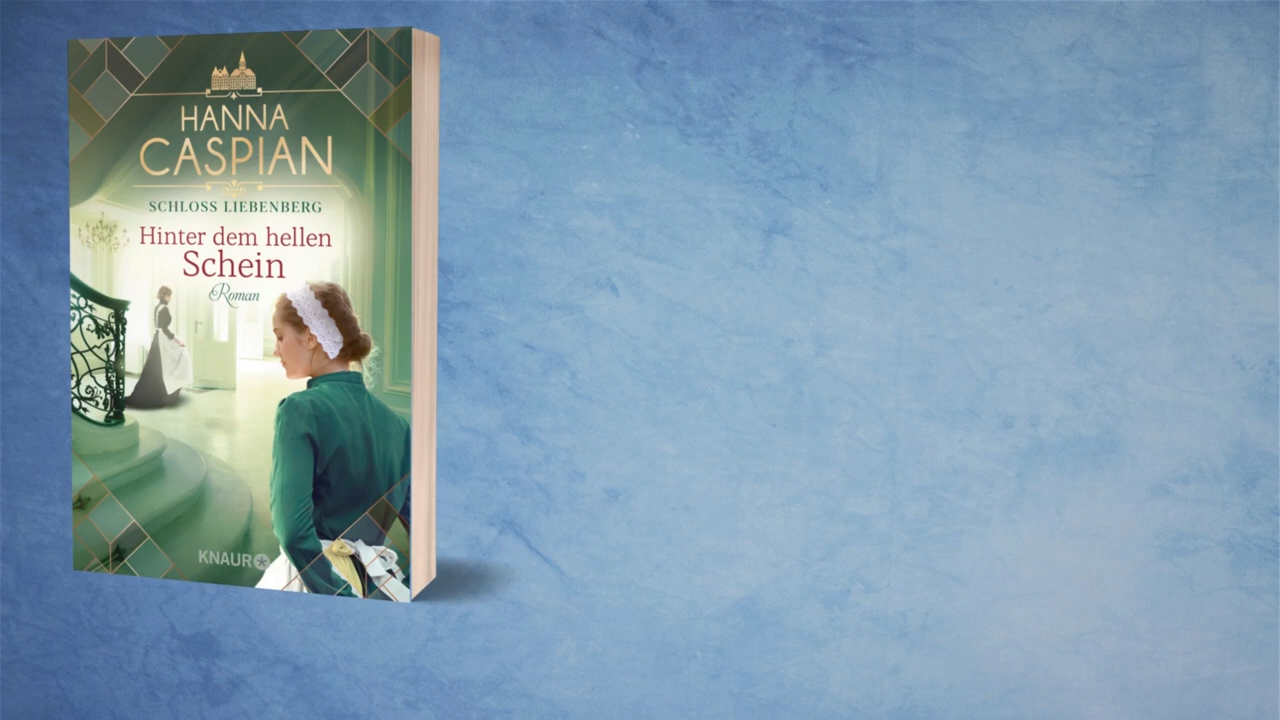 HANNA
CASPIAN
SCHLOSS LIEBENBERG
Hinter dem hellen
Schein
Roman
KNAUR